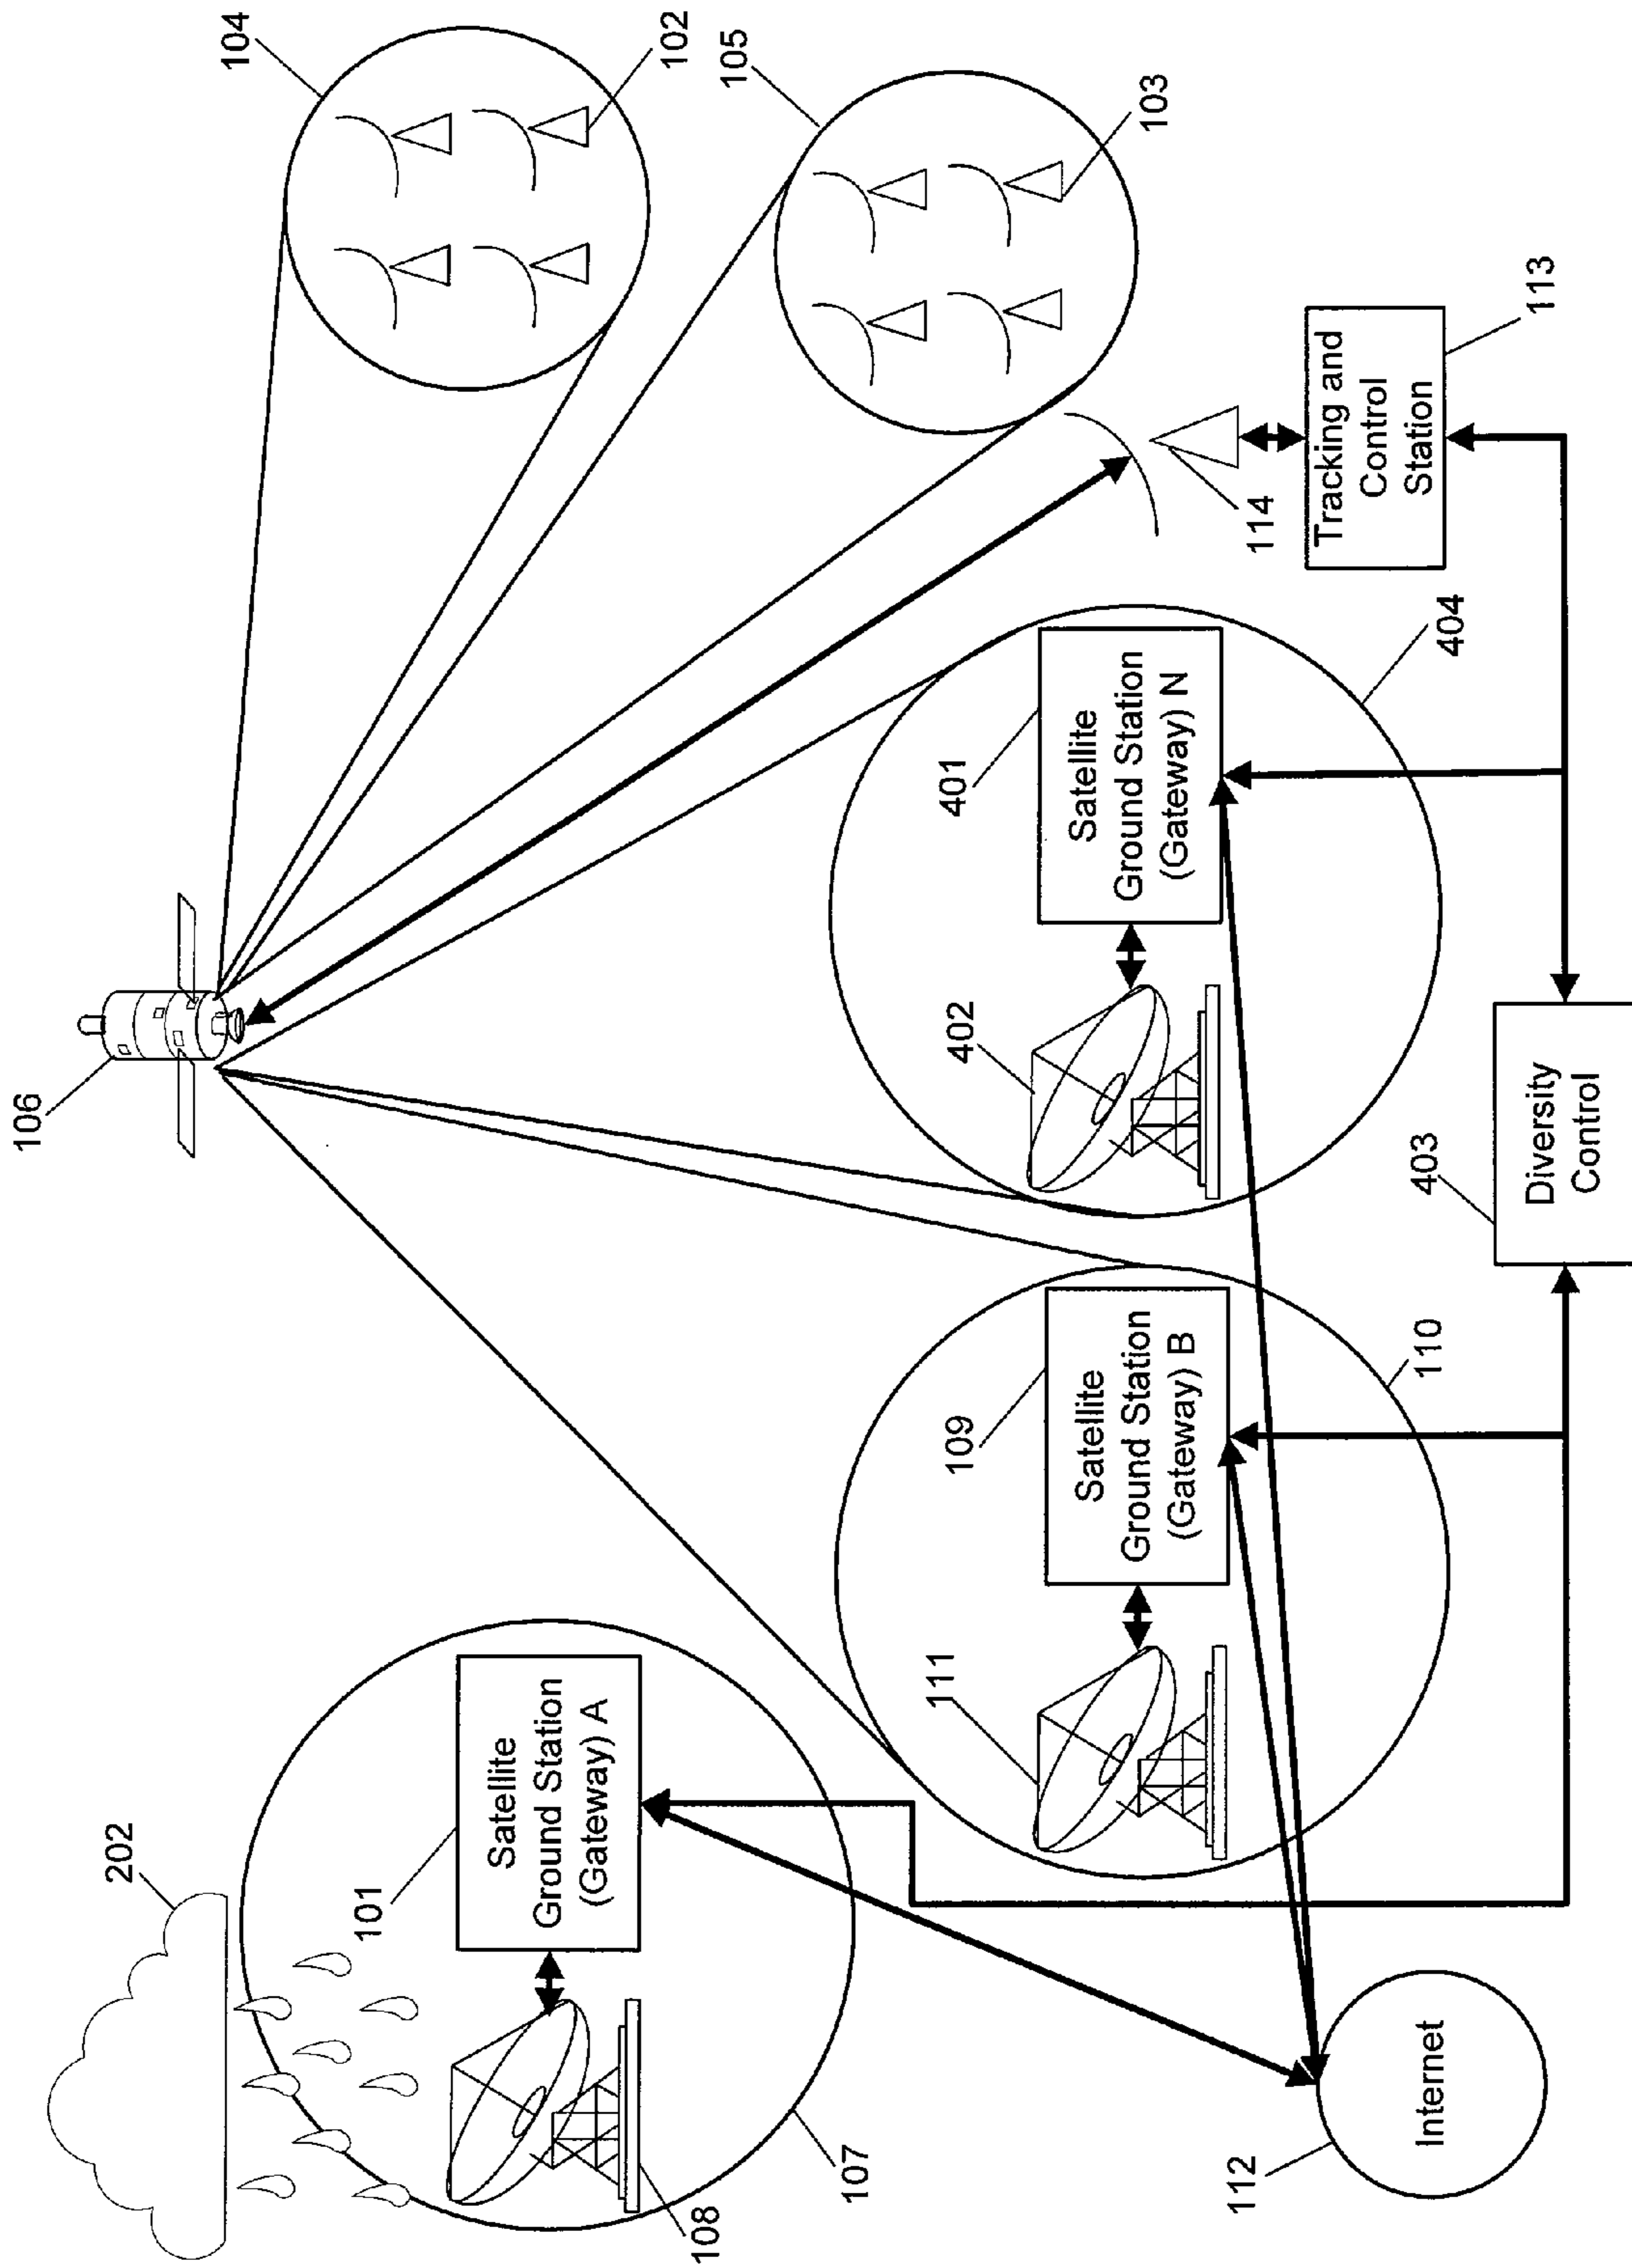 106
104
102
105
103
202
101
Satellite
Ground Station
(Gateway) A
108
107
111
109
Satellite
Ground Station
(Gateway) B
110
402
401
Satellite
Ground Station
(Gateway) N
404
114
Tracking and
Control
Station
113
112
Internet
403
Diversity
Control